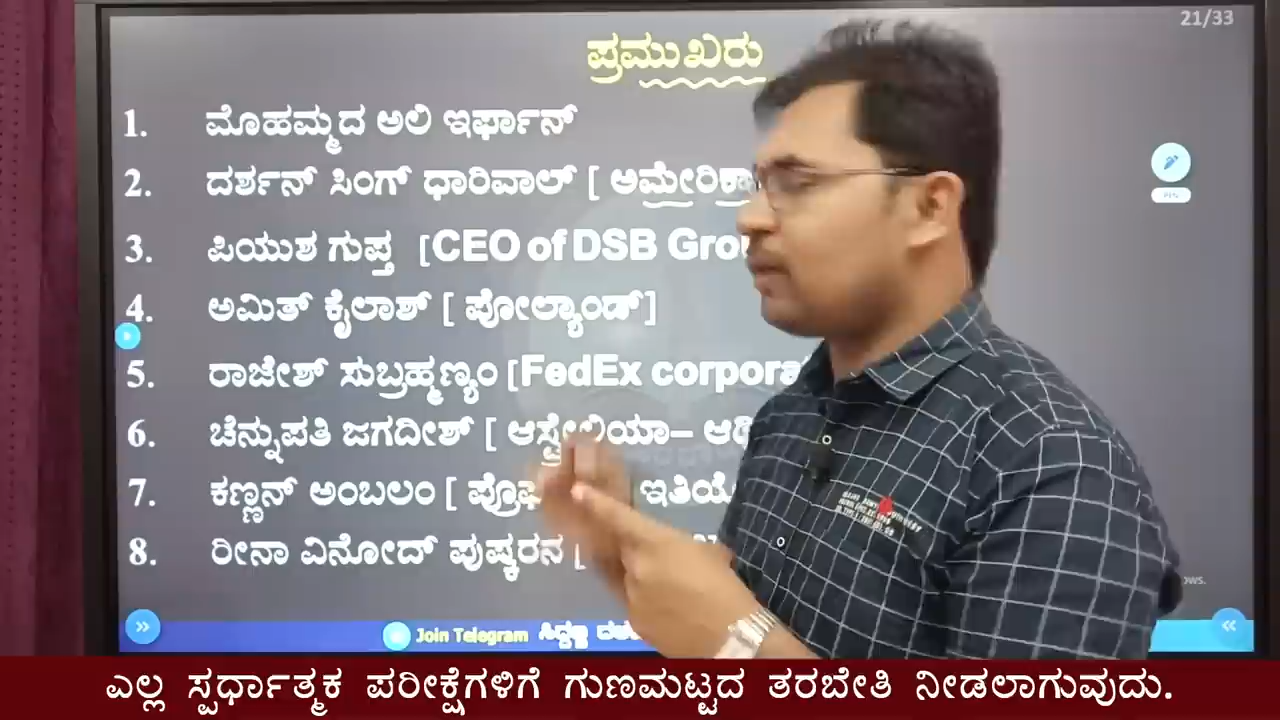 21/33
ಪ್ರಮುಖರು
1. ಮೊಹಮ್ಮದ ಅಲಿ ಇರ್ಫಾನ್
2. ದರ್ಶನ್ ಸಿಂಗ್ ಧಾರಿವಾಲ್ [ ಅಮ್ರೇರಿಕಾ
3. ಪಿಯುಶ ಗುಪ್ತ [CEO of DSB Gro
4. ಅಮಿತ್ ಕೈಲಾಶ್ [ ಪೋಲ್ಯಾಂಡ್]
5. ರಾಜೇಶ್ ಸುಬ್ರಹ್ಮಣ್ಯಂ [FedEx corpora
6. ಚೆನ್ನುಪತಿ ಜಗದೀಶ್ [ ಆಸ್ಟ್ರೇಲಿಯಾ–
7. ಕಣ್ಣನ್ ಅಂಬಲಂ [
8. ರೀನಾ ವಿನೋದ್ ಪುಷ್ಕರನ [
Join Telegram
ಎಲ್ಲ ಸ್ಪರ್ಧಾತ್ಮಕ ಪರೀಕ್ಷೆಗಳಿಗೆ ಗುಣಮಟ್ಟದ ತರಬೇತಿ ನೀಡಲಾಗುವುದು.